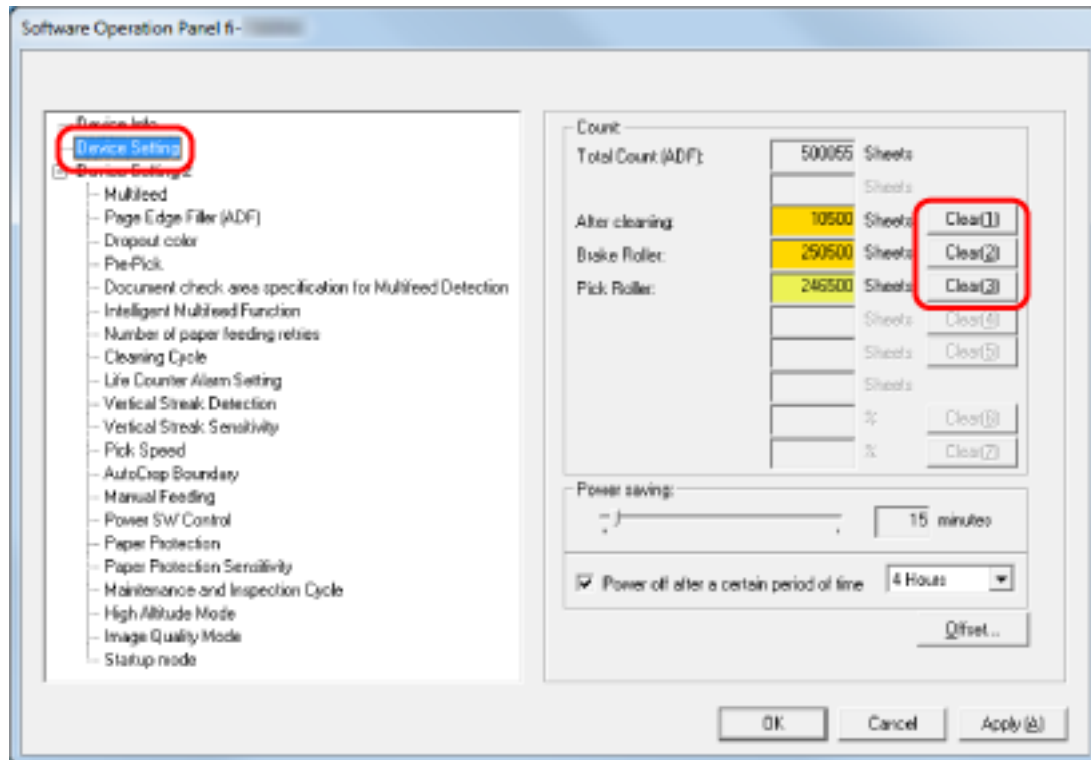 Software Operation Panel fi-
Device Info
Device Setting
Device Setting 2
Multifeed
Page Edge Filler (ADF)
Dropout color
Pre-Pick
Document check area specification for Multifeed Detection
Intelligent Multifeed Function
Number of paper feeding retries
Cleaning Cycle
Life Counter Alarm Setting
Vertical Streak Detection
Vertical Streak Sensitivity
Pick Speed
AutoCrop Boundary
Manual Feeding
Power SW Control
Paper Protection
Paper Protection Sensitivity
Maintenance and Inspection Cycle
High Altitude Mode
Image Quality Mode
Startup mode
Count
Total Count (ADF): 500055 Sheets
Sheets
After cleaning: 10500 Sheets Clear(1)
Brake Roller: 250500 Sheets Clear(2)
Pick Roller: 246500 Sheets Clear(3)
Sheets Clear(4)
Sheets Clear(5)
Sheets
% Clear(6)
% Clear(7)
Power saving:
15 minutes
Power off after a certain period of time 4 Hours
Offset...
OK Cancel Apply (A)